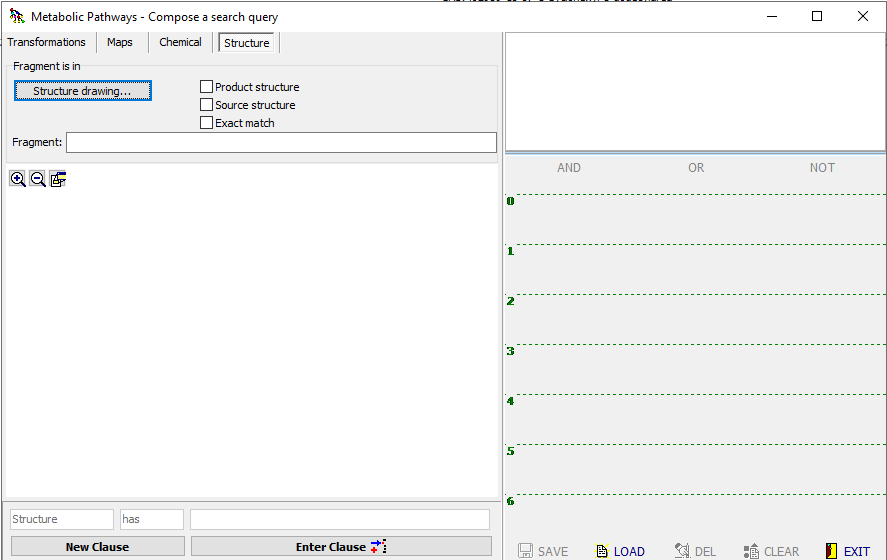 Metabolic Pathways - Compose a search query
Transformations Maps Chemical Structure
Fragment is in
Structure drawing...
Product structure
Source structure
Exact match
Fragment:
AND OR NOT
0
1
2
3
4
5
6
Structure has
New Clause Enter Clause
SAVE LOAD DEL CLEAR EXIT